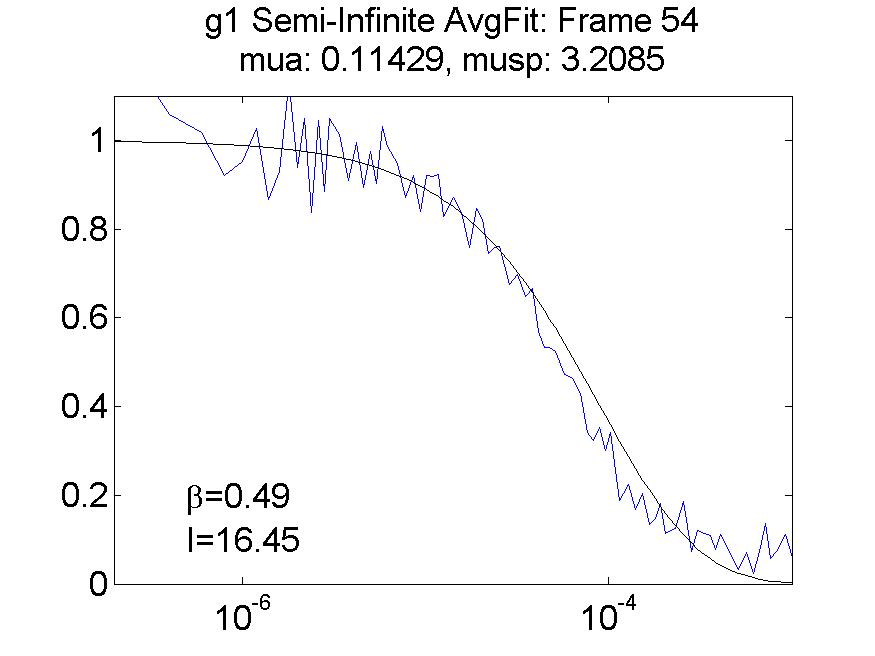 g1 Semi-Infinite AvgFit: Frame 54
mua: 0.11429, musp: 3.2085
1
0.8
0.6
0.4
0.2
0
β=0.49
I=16.45
10^-6
10^-4